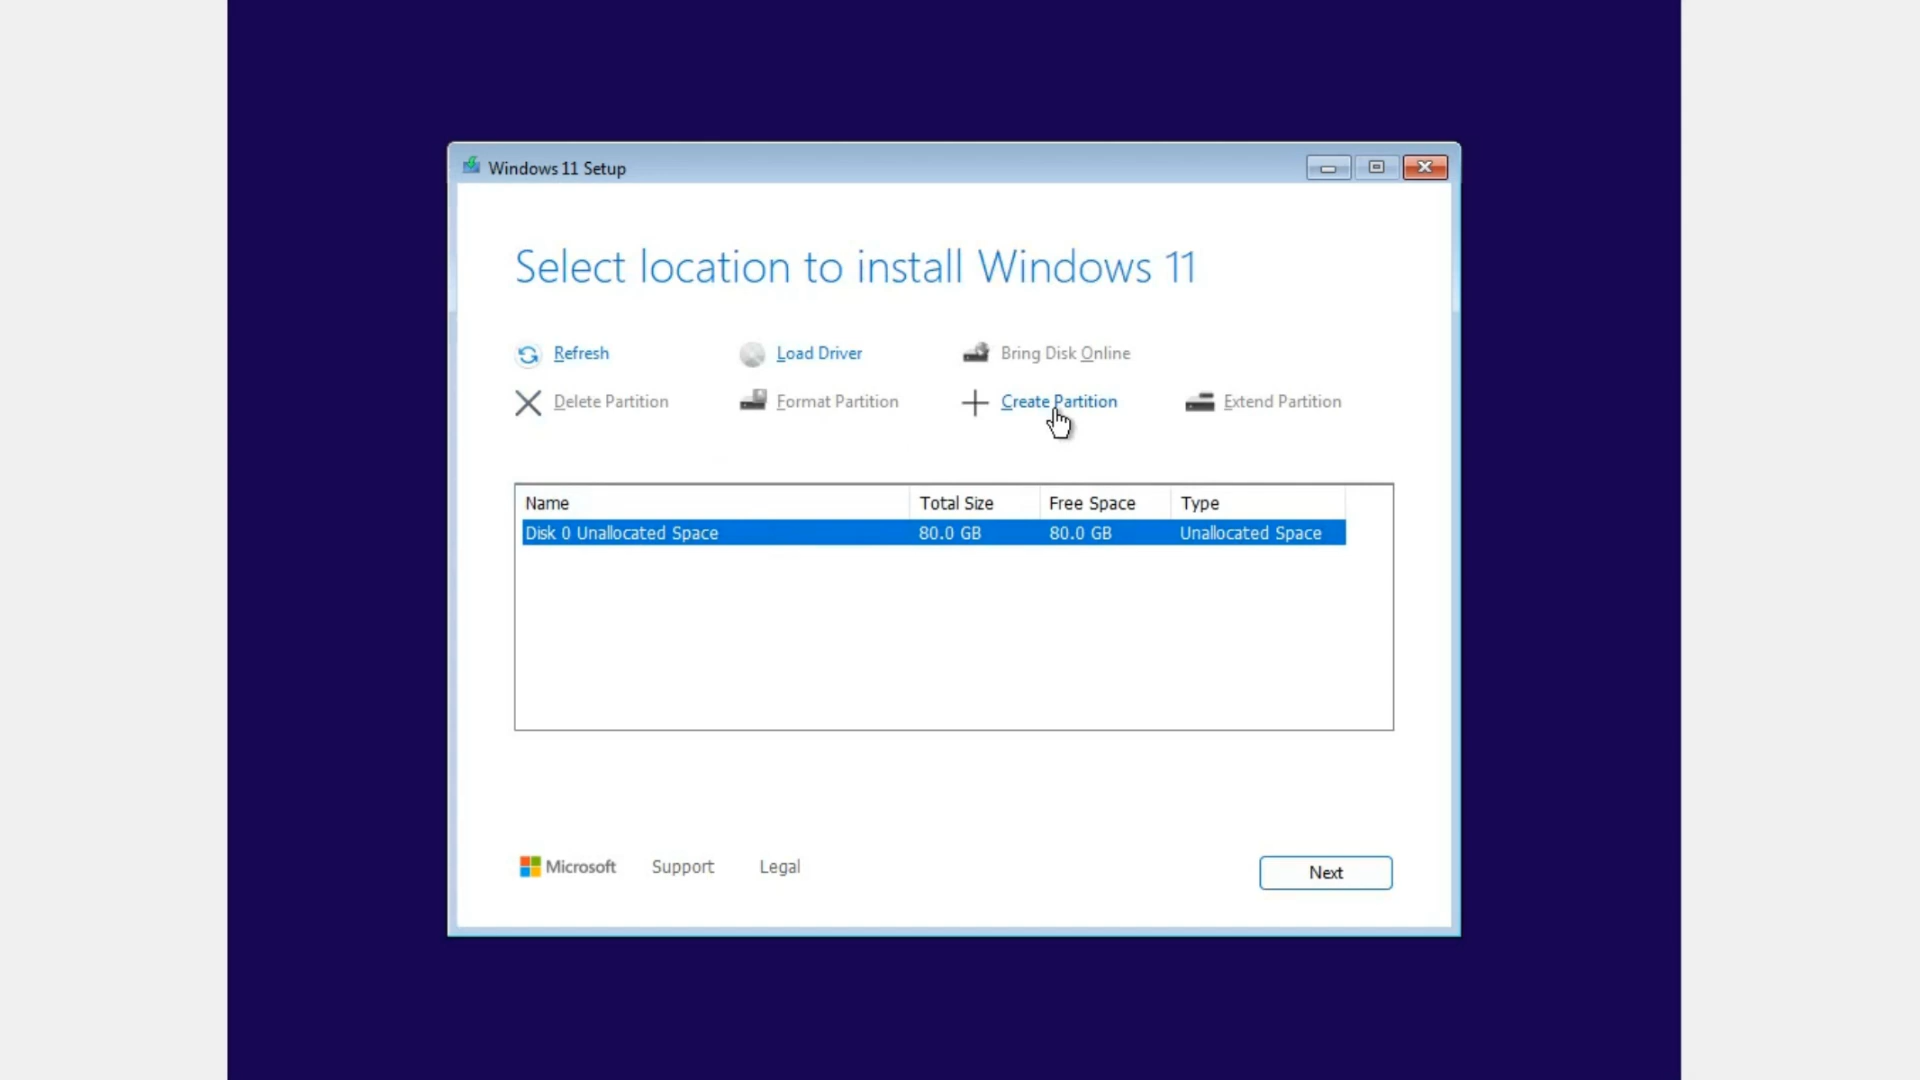 Windows 11 Setup
Select location to install Windows 11
Refresh Load Driver Bring Disk Online
Delete Partition Format Partition Create Partition Extend Partition
Name Total Size Free Space Type
Disk 0 Unallocated Space 80.0 GB 80.0 GB Unallocated Space
Microsoft Support Legal Next